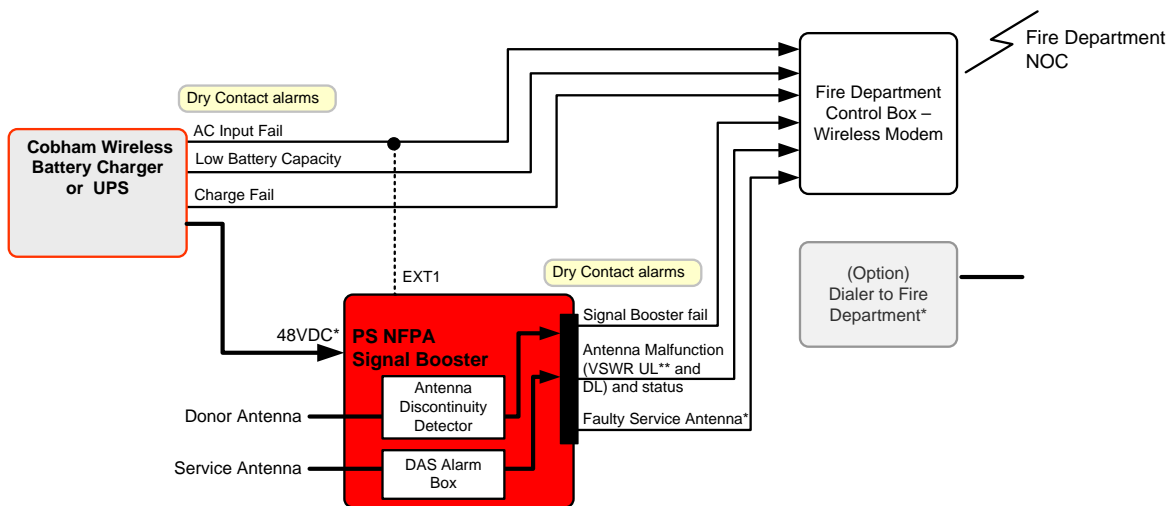 Fire Department
NOC
Dry Contact alarms
Fire Department
Control Box –
Wireless Modem
AC Input Fail
Cobham Wireless
Battery Charger
or UPS
Low Battery Capacity
Charge Fail
EXT1
Dry Contact alarms
(Option)
Dialer to Fire
Department*
48VDC*
PS NFPA
Signal Booster
Signal Booster fail
Antenna Malfunction
(VSWR UL** and
DL) and status
Antenna
Discontinuity
Detector
Donor Antenna
Faulty Service Antenna*
Service Antenna
DAS Alarm
Box